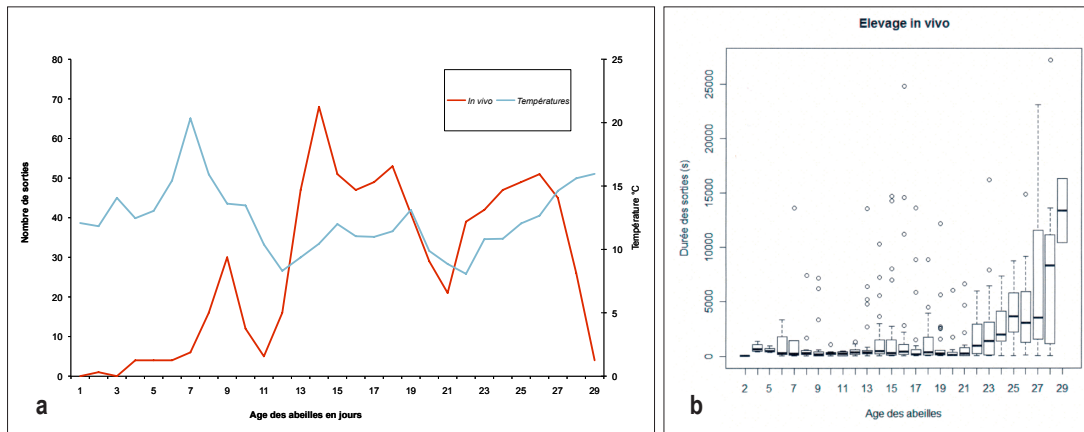 80
70
60
50
40
30
20
10
0
Nombre de sorties
1 3 5 7 9 11 13 15 17 19 21 23 25 27 29
Age des abeilles en jours
25
20
15
10
5
0
Température °C
In vivo
Températures
a
Elevage in vivo
Durée des sorties (s)
25000
20000
15000
10000
5000
0
2 5 7 9 11 13 15 17 19 21 23 25 27 29
Age des abeilles
b